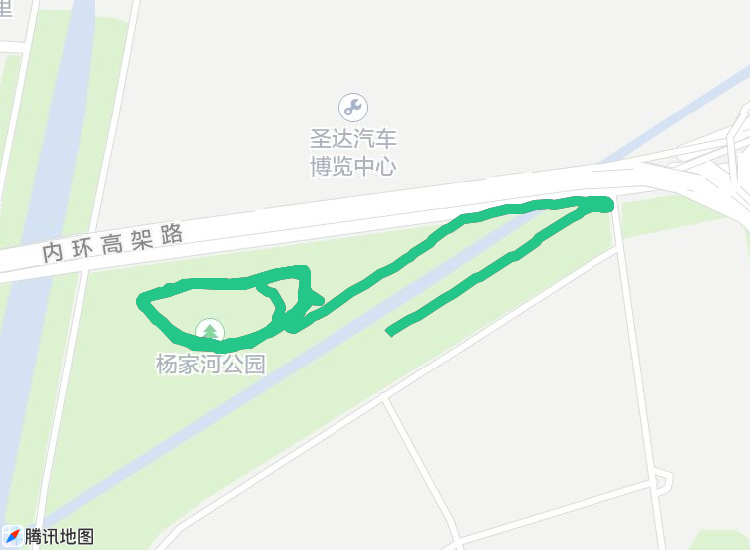 里
圣达汽车
博览中心
内环高架路
杨家河公园
腾讯地图